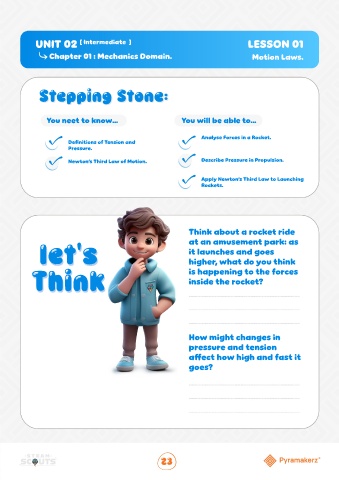 UNIT 02 [ Intermediate ]
LESSON 01
Chapter 01 : Mechanics Domain.
Motion Laws.
Stepping Stone:
You neet to know...
Definitions of Tension and
Pressure.
Newton's Third Law of Motion.
You will be able to...
Analyse Forces in a Rocket.
Describe Pressure in Propulsion.
Apply Newton's Third Law to Launching
Rockets.
let's
Think
Think about a rocket ride
at an amusement park: as
it launches and goes
higher, what do you think
is happening to the forces
inside the rocket?
How might changes in
pressure and tension
affect how high and fast it
goes?
SCOUTS
23
Pyramakerz